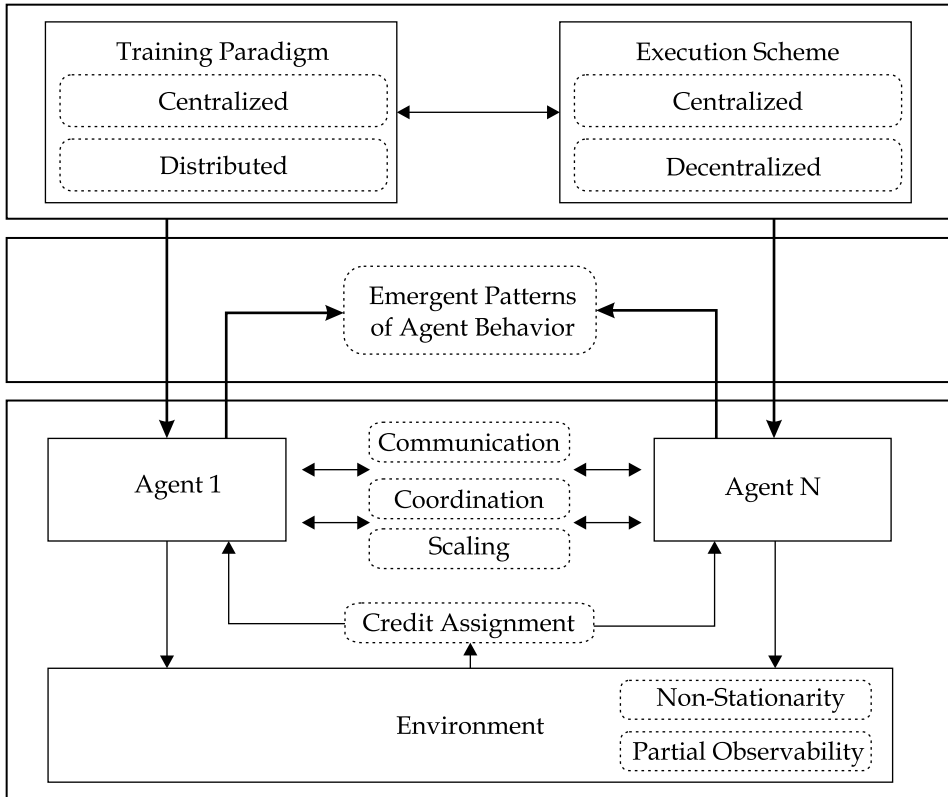 Training Paradigm
Centralized
Distributed
Execution Scheme
Centralized
Decentralized
Emergent Patterns
of Agent Behavior
Agent 1
Communication
Coordination
Scaling
Agent N
Credit Assignment
Environment
Non-Stationarity
Partial Observability